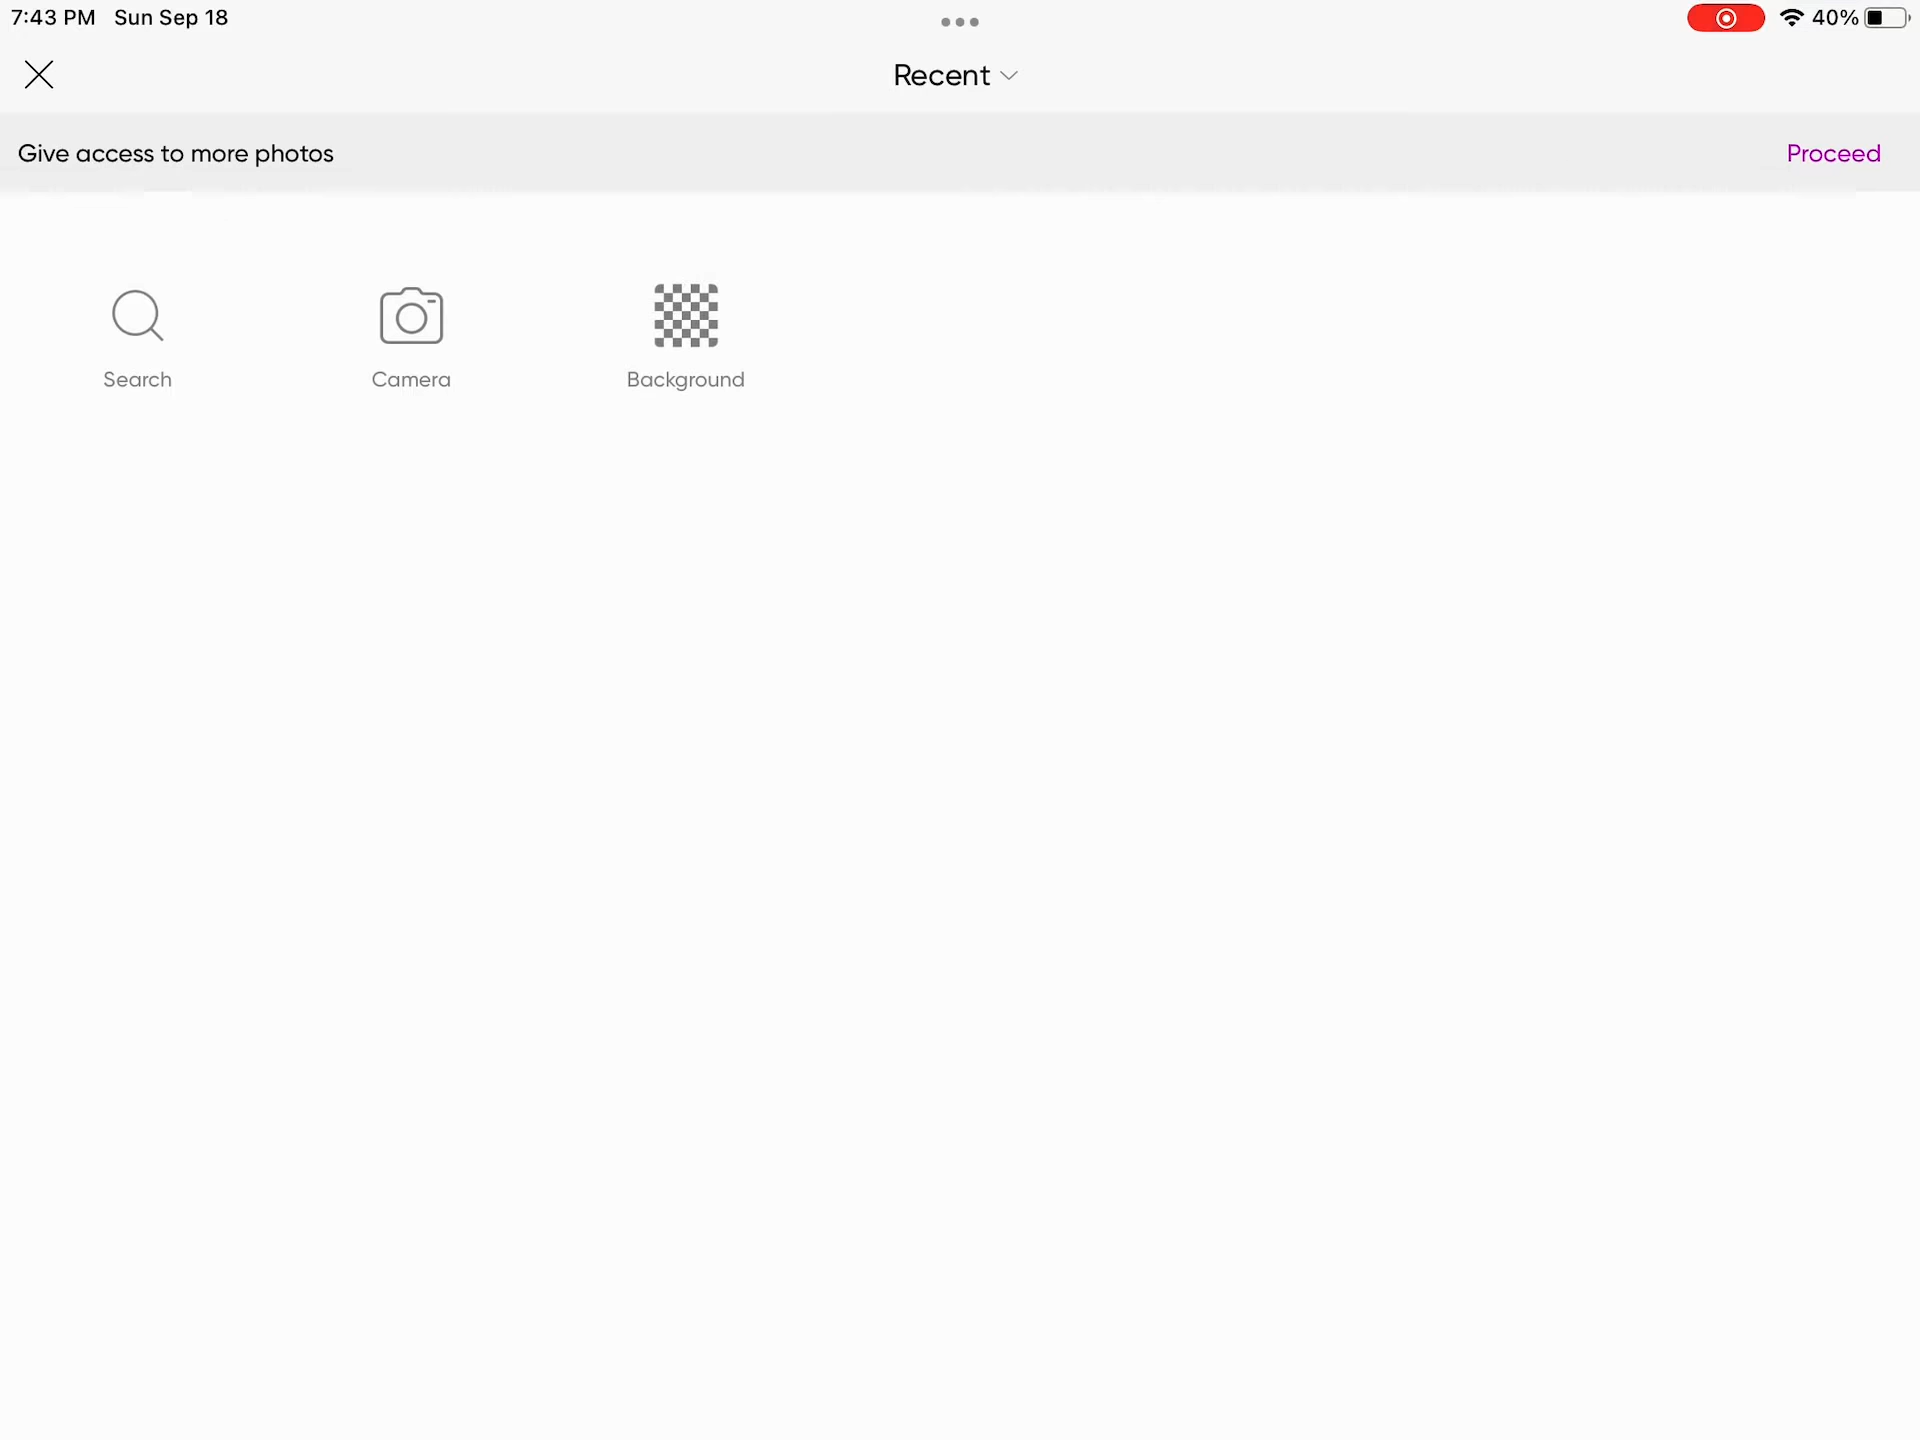 7:43 PM Sun Sep 18
40%
Recent
Give access to more photos
Proceed
Search
Camera
Background